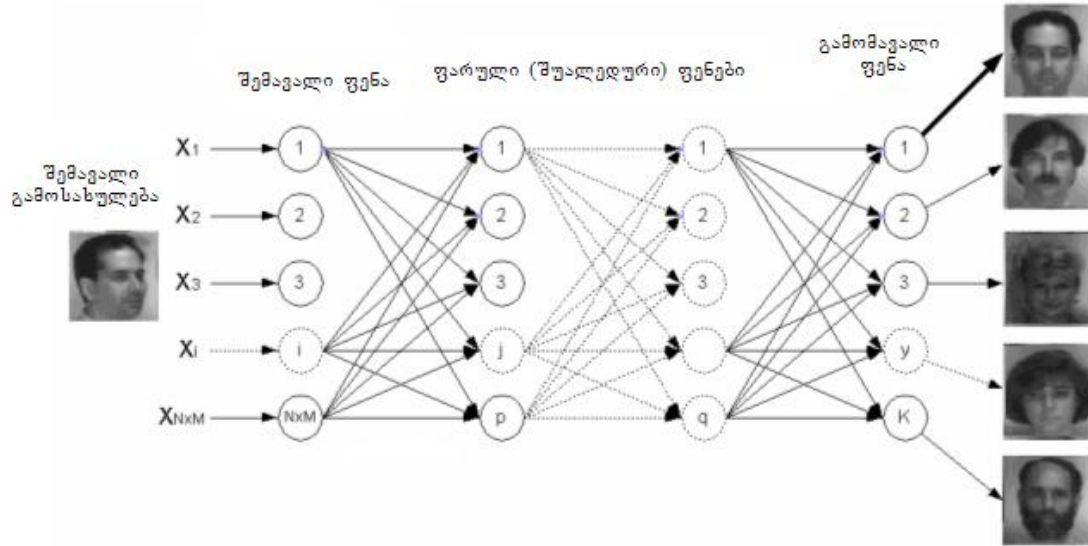 შემავალი ფენა
ფარული (შუალედური) ფენები
გამომავალი
ფენა
შემავალი
გამოსახულება
X1
1
1
1
1
X2
2
2
2
2
X3
3
3
3
3
Xi
i
j
y
XNxM
NxM
p
q
K